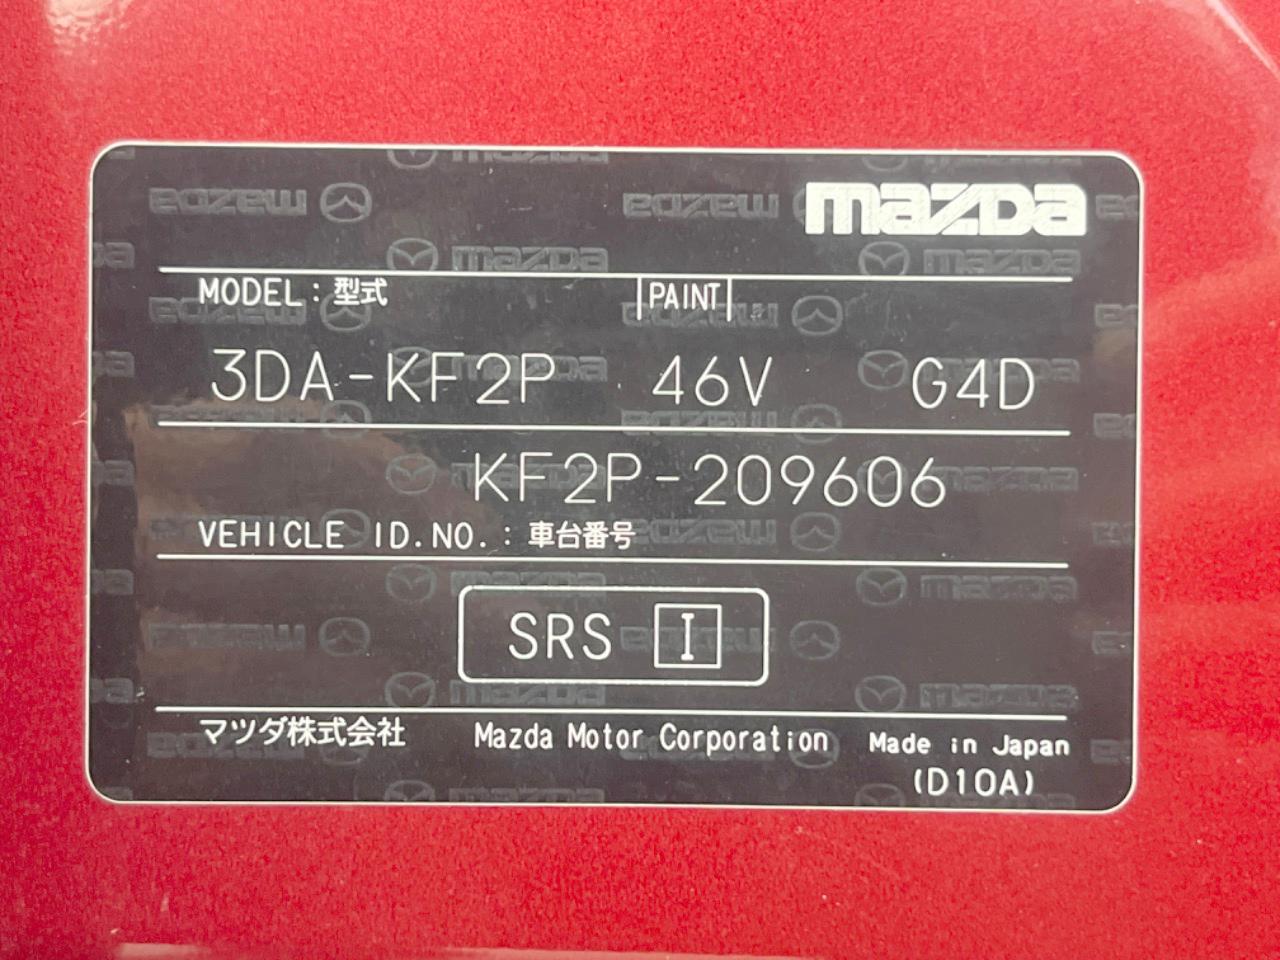 mazda
MODEL : 型式 PAINT
3DA-KF2P 46V G4D
KF2P-209606
VEHICLE ID.NO. : 車台番号
SRS I
マツダ株式会社 Mazda Motor Corporation Made in Japan
(D10A)